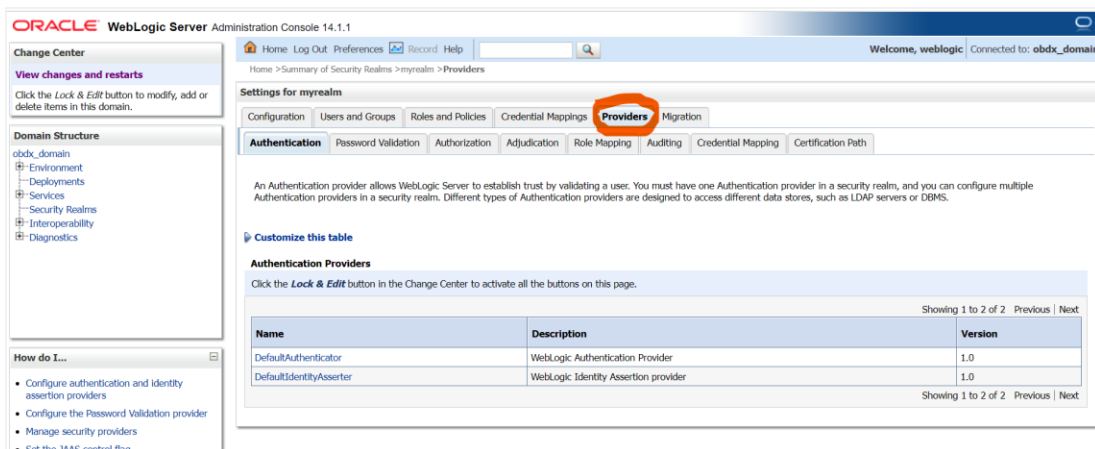 ORACLE WebLogic Server Administration Console 14.1.1
Change Center
View changes and restarts
Click the Lock & Edit button to modify, add or
delete items in this domain.
Domain Structure
obdx_domain
Environment
Deployments
Services
Security Realms
Interoperability
Diagnostics
How do I...
Configure authentication and identity
assertion providers
Configure the Password Validation provider
Manage security providers
Set the JAAS control flag
Home Log Out Preferences Record Help
Welcome, weblogic Connected to: obdx_domain
Home >Summary of Security Realms >myrealm >Providers
Settings for myrealm
Configuration Users and Groups Roles and Policies Credential Mappings Providers Migration
Authentication Password Validation Authorization Adjudication Role Mapping Auditing Credential Mapping Certification Path
An Authentication provider allows WebLogic Server to establish trust by validating a user. You must have one Authentication provider in a security realm, and you can configure multiple
Authentication providers in a security realm. Different types of Authentication providers are designed to access different data stores, such as LDAP servers or DBMS.
Customize this table
Authentication Providers
Click the Lock & Edit button in the Change Center to activate all the buttons on this page.
Showing 1 to 2 of 2 Previous | Next
Name Description Version
DefaultAuthenticator WebLogic Authentication Provider 1.0
DefaultIdentityAsserter WebLogic Identity Assertion provider 1.0
Showing 1 to 2 of 2 Previous | Next